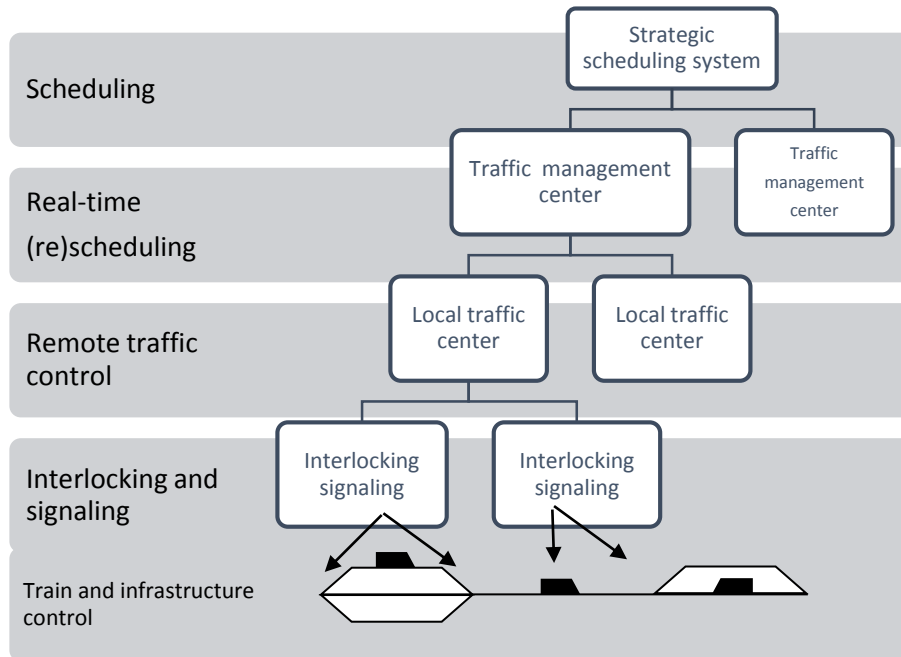 Strategic
scheduling system
Scheduling
Traffic management
center
Traffic
management
center
Real-time
(re)scheduling
Local traffic
center
Local traffic
center
Remote traffic
control
Interlocking
signaling
Interlocking
signaling
Interlocking and
signaling
Train and infrastructure
control